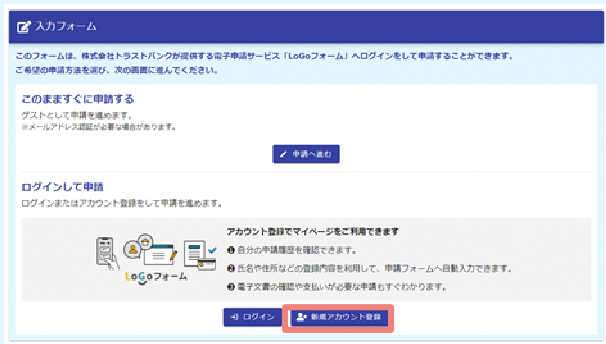 入力フォーム
このフォームは、株式会社トラストバンクが提供する電子申請サービス「LoGoフォーム」へログインをして申請することができます。
ご希望の申請方法を選び、次の画面に進んでください。
このますぐに申請する
ゲストとして申請を進めます。
※メールアドレス認証が必要な場合があります。
申請へ進む
ログインして申請
ログインまたはアカウント登録をして申請を進めます。
アカウント登録でマイページをご利用できます
❶ 自分の申請履歴を確認できます。
❷ 氏名や住所などの登録内容を利用して、申請フォームへ自動入力できます。
❸ 電子文書の確認や支払いが必要な申請もすぐわかります。
LoGoフォーム
ログイン
新規アカウント登録